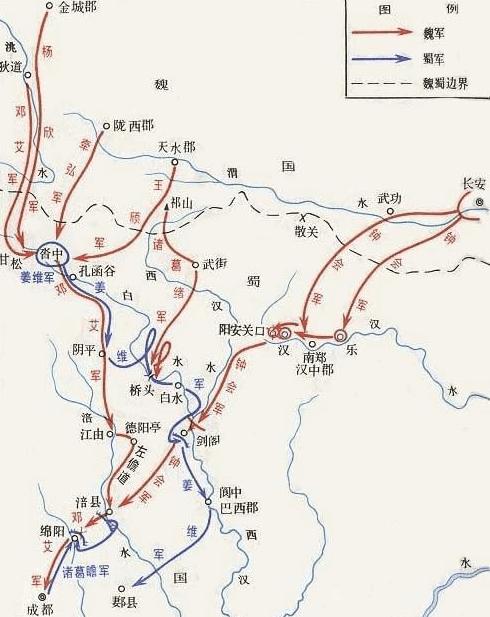 金城郡
图 例
魏军
蜀军
魏蜀边界
洮
狄道
水
杨
欣
军
邓
艾
军
魏
国
陇西郡
牵
弘
军
天水郡
王
颀
军
渭
水
祁山
诸
葛
绪
军
武街
散关
武功
长安
钟
会
军
钟
会
军
甘松
沓中
姜维军
孔函谷
邓
艾
军
姜
维
军
白
水
西
汉
水
蜀
国
阴平
桥头
白水
阳安关口
汉
南郑
汉中郡
乐
汉
水
钟
会
军
涪
水
江由
德阳亭
左儋道
剑阁
钟
会
军
姜
维
军
阆中
巴西郡
西
汉
水
涪县
绵阳
邓
艾
军
诸葛瞻军
成都
郪县